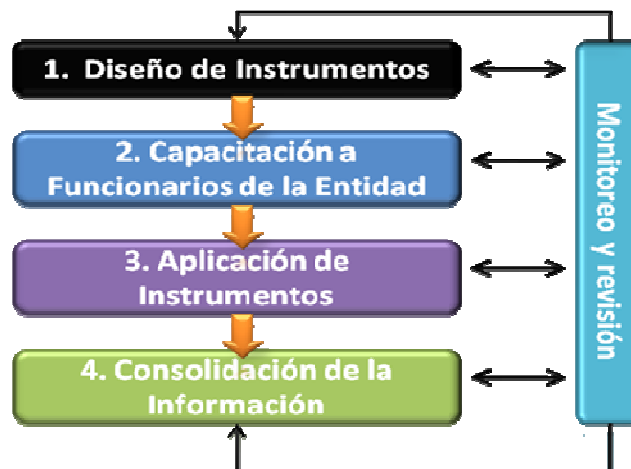 1. Diseño de Instrumentos
2. Capacitación a
Funcionarios de la Entidad
3. Aplicación de
Instrumentos
4. Consolidación de la
Información
Monitoreo y revisión